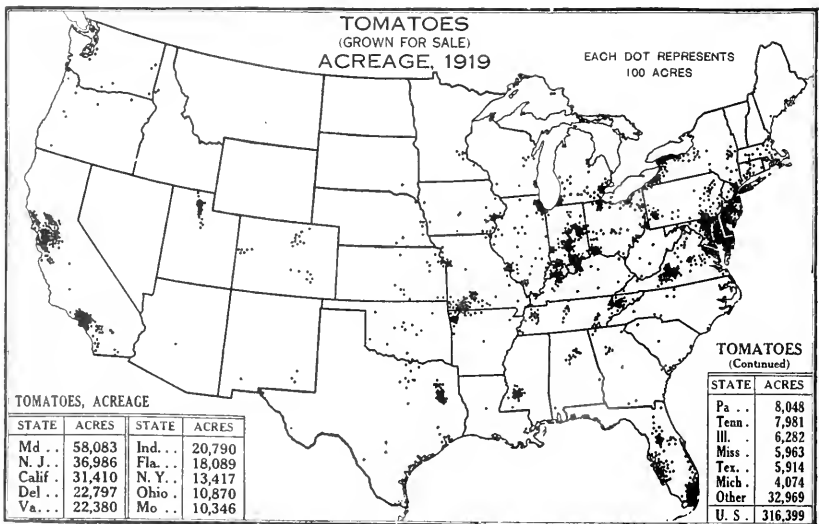 TOMATOES
(GROWN FOR SALE)
ACREAGE, 1919
EACH DOT REPRESENTS
100 ACRES
TOMATOES, ACREAGE
STATE ACRES STATE ACRES
Md .. 58,083 Ind... 20,790
N. J.. 36,986 Fla... 18,089
Calif . 31,410 N. Y.. 13,417
Del .. 22,797 Ohio . 10,870
Va... 22,380 Mo .. 10,346
TOMATOES
(Continued)
STATE ACRES
Pa .. 8,048
Tenn. 7,981
Ill. .. 6,282
Miss . 5,963
Tex.. 5,914
Mich. 4,074
Other 32,969
U. S. 316,399